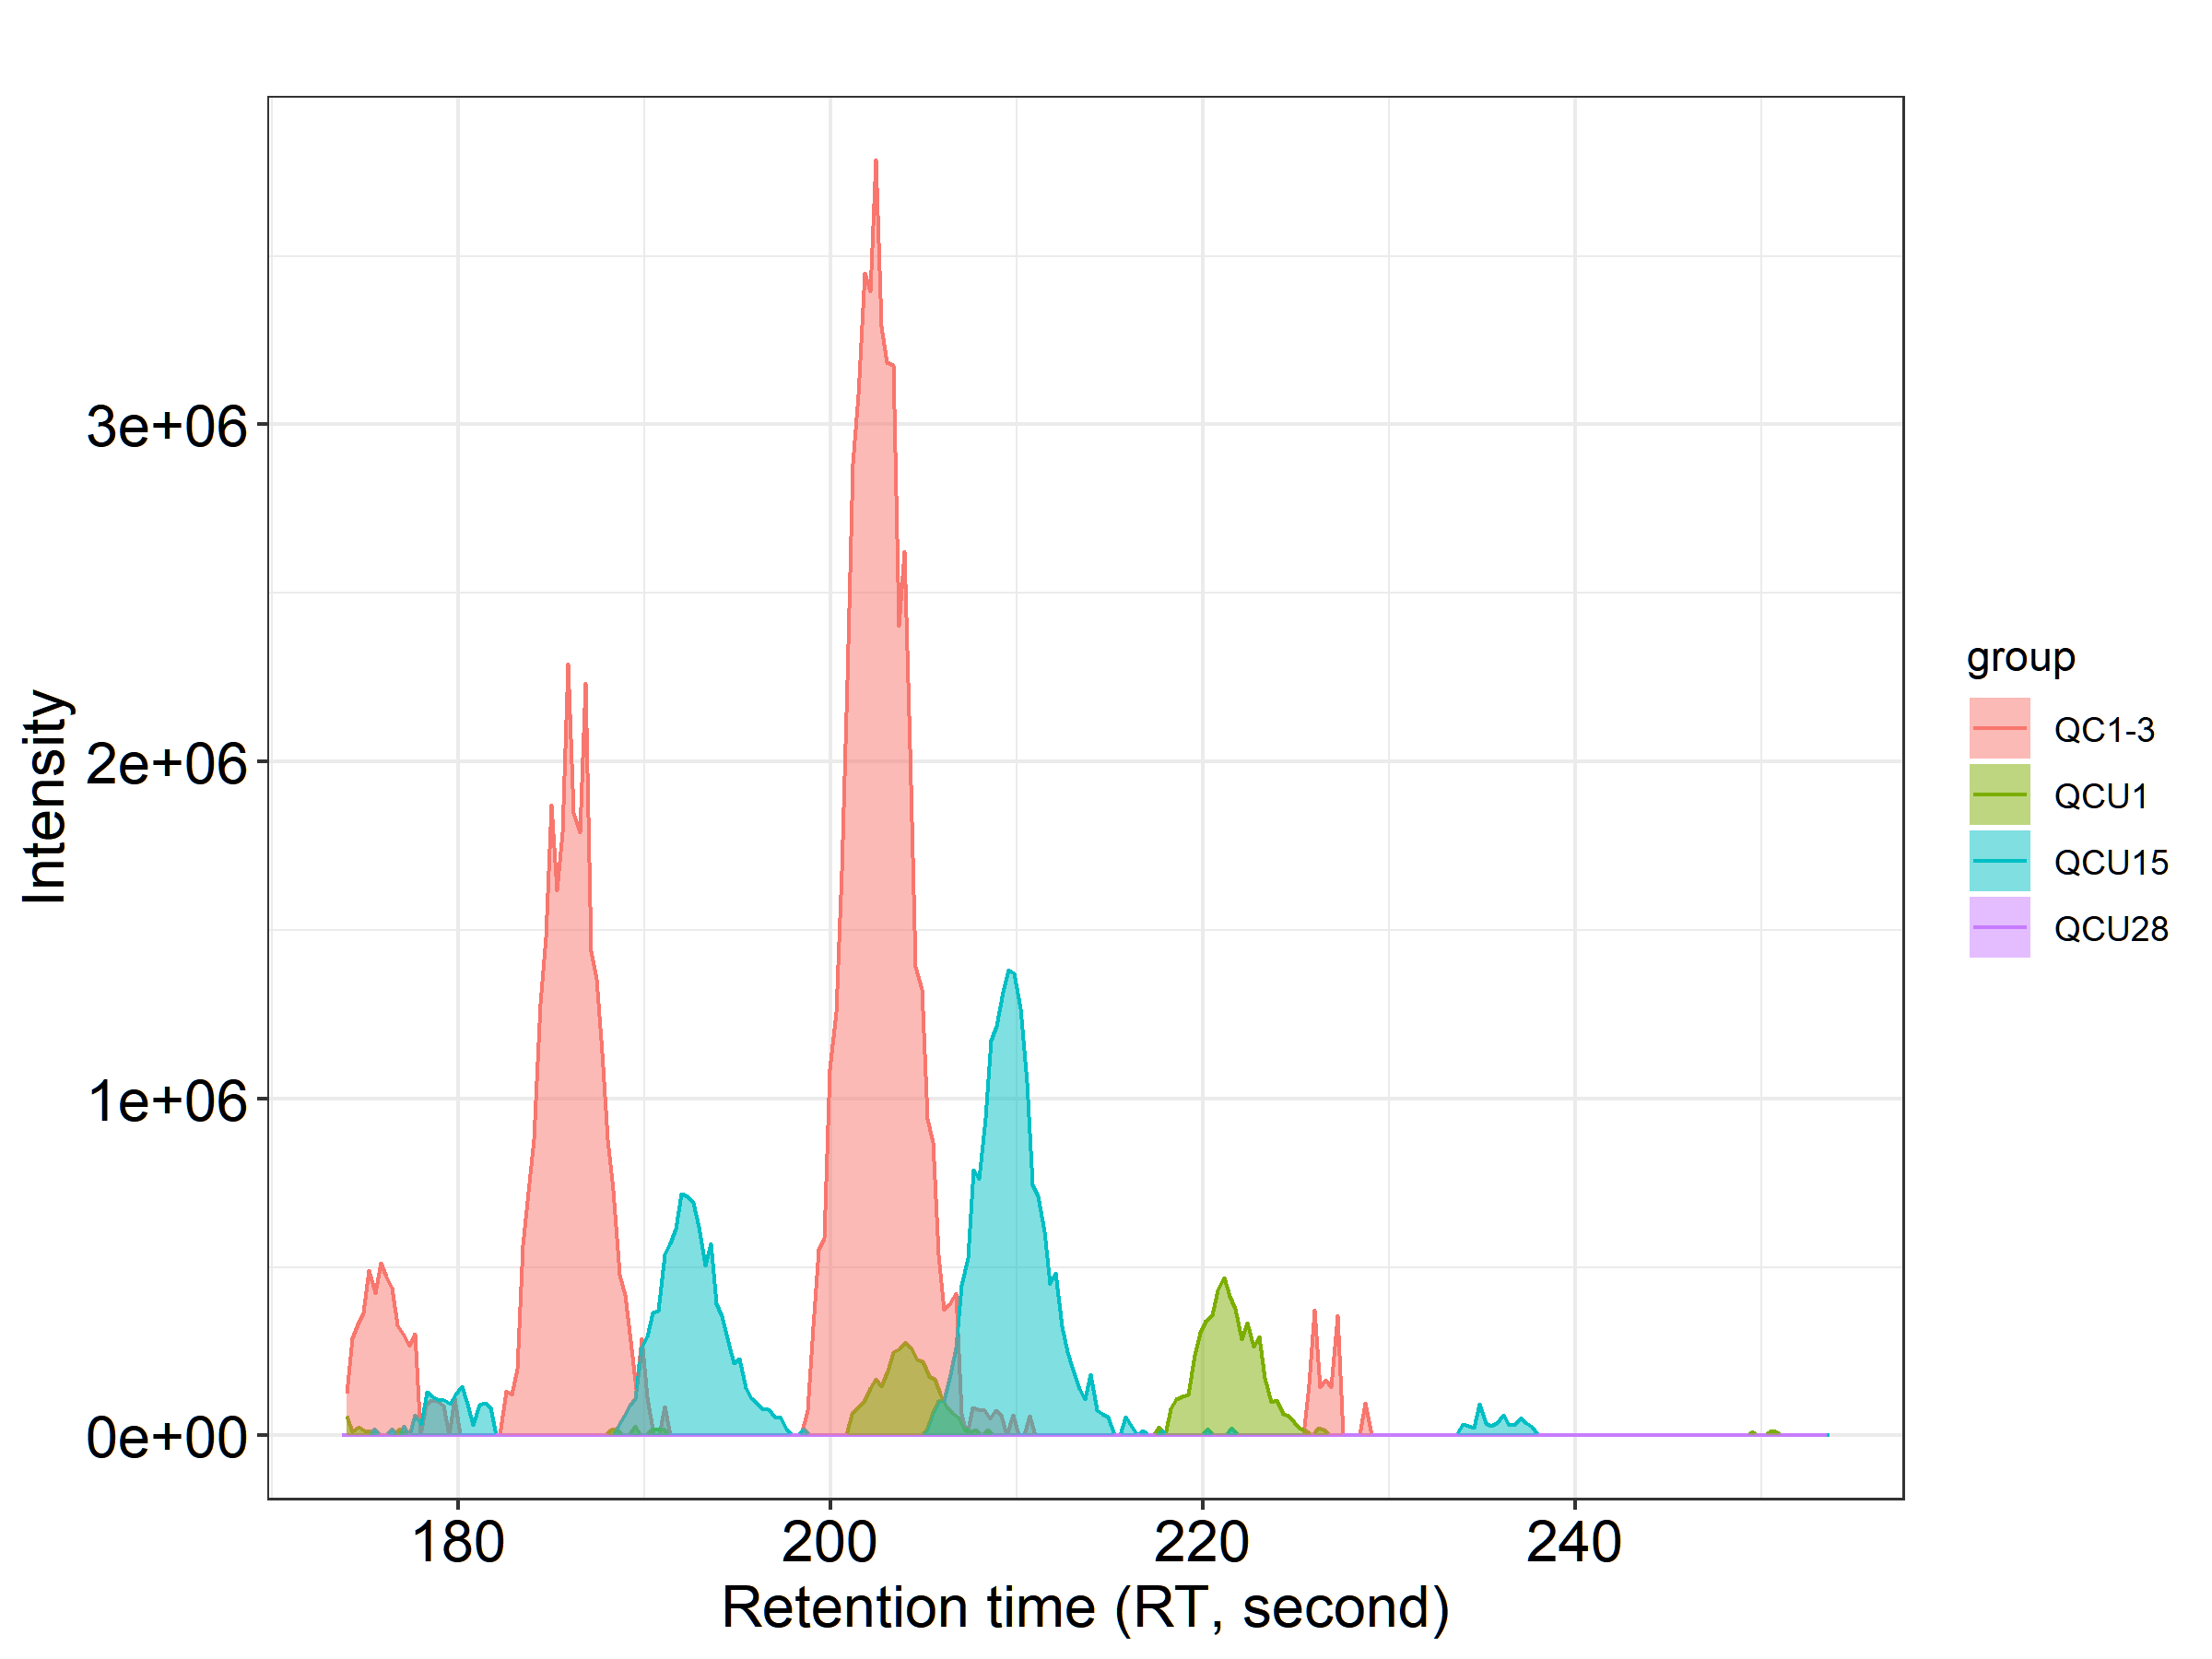 Intensity
3e+06
2e+06
1e+06
0e+00
180 200 220 240
Retention time (RT, second)
group
QC1-3
QCU1
QCU15
QCU28